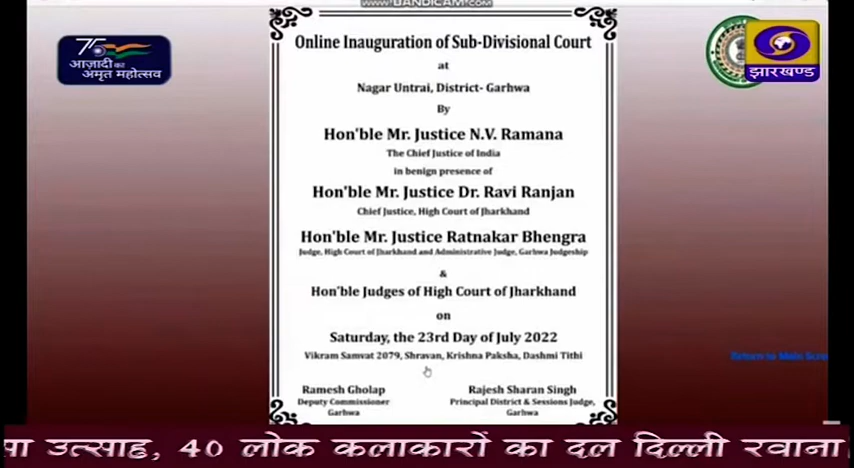 www.BANDICAM.com
75
आज़ादी का
अमृत महोत्सव
झारखण्ड
Online Inauguration of Sub-Divisional Court
at
Nagar Untrai, District- Garhwa
By
Hon'ble Mr. Justice N.V. Ramana
The Chief Justice of India
in benign presence of
Hon'ble Mr. Justice Dr. Ravi Ranjan
Chief Justice, High Court of Jharkhand
Hon'ble Mr. Justice Ratnakar Bhengra
Judge, High Court of Jharkhand and Administrative Judge, Garhwa Judgeship
&
Hon'ble Judges of High Court of Jharkhand
on
Saturday, the 23rd Day of July 2022
Vikram Samvat 2079, Shravan, Krishna Paksha, Dashmi Tithi
Return to Main Scree
Ramesh Gholap
Deputy Commissioner
Garhwa
Rajesh Sharan Singh
Principal District & Sessions Judge,
Garhwa
सा उत्साह, 40 लोक कलाकारों का दल दिल्ली रवाना